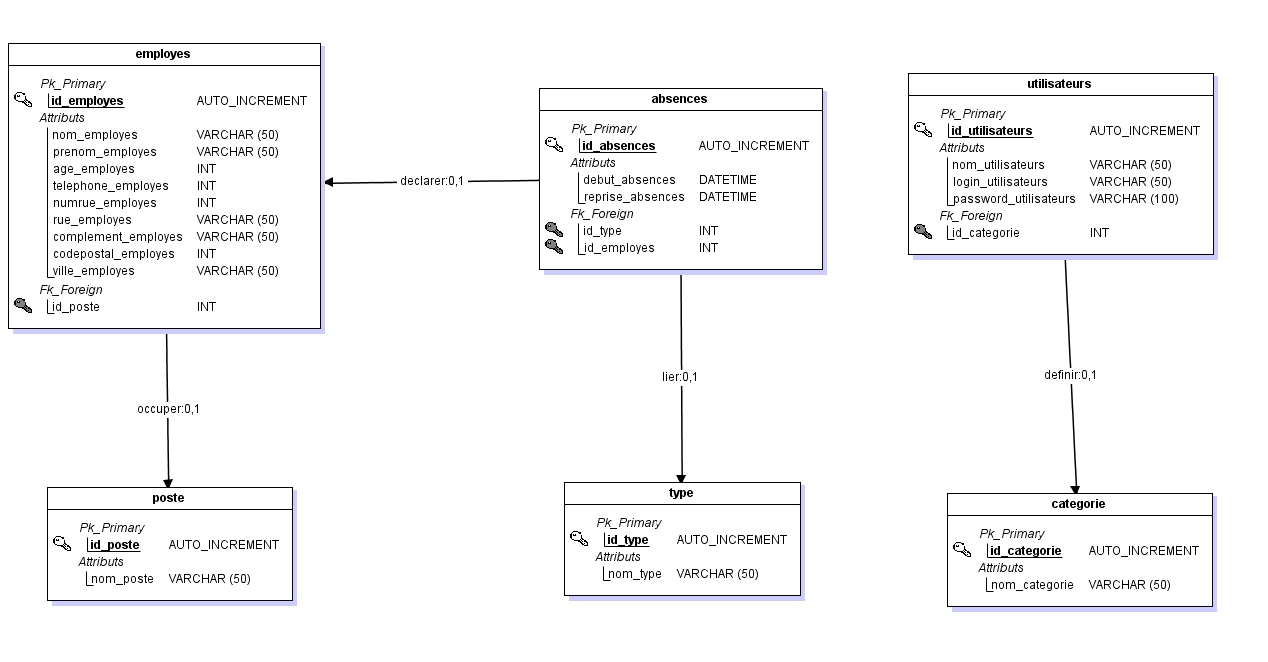 employes
Pk_Primary
id_employes AUTO_INCREMENT
Attributs
nom_employes VARCHAR (50)
prenom_employes VARCHAR (50)
age_employes INT
telephone_employes INT
numrue_employes INT
rue_employes VARCHAR (50)
complement_employes VARCHAR (50)
codepostal_employes INT
ville_employes VARCHAR (50)
Fk_Foreign
id_poste INT
declarer:0,1
absences
Pk_Primary
id_absences AUTO_INCREMENT
Attributs
debut_absences DATETIME
reprise_absences DATETIME
Fk_Foreign
id_type INT
id_employes INT
utilisateurs
Pk_Primary
id_utilisateurs AUTO_INCREMENT
Attributs
nom_utilisateurs VARCHAR (50)
login_utilisateurs VARCHAR (50)
password_utilisateurs VARCHAR (100)
Fk_Foreign
id_categorie INT
occuper:0,1
lier:0,1
definir:0,1
poste
Pk_Primary
id_poste AUTO_INCREMENT
Attributs
nom_poste VARCHAR (50)
type
Pk_Primary
id_type AUTO_INCREMENT
Attributs
nom_type VARCHAR (50)
categorie
Pk_Primary
id_categorie AUTO_INCREMENT
Attributs
nom_categorie VARCHAR (50)